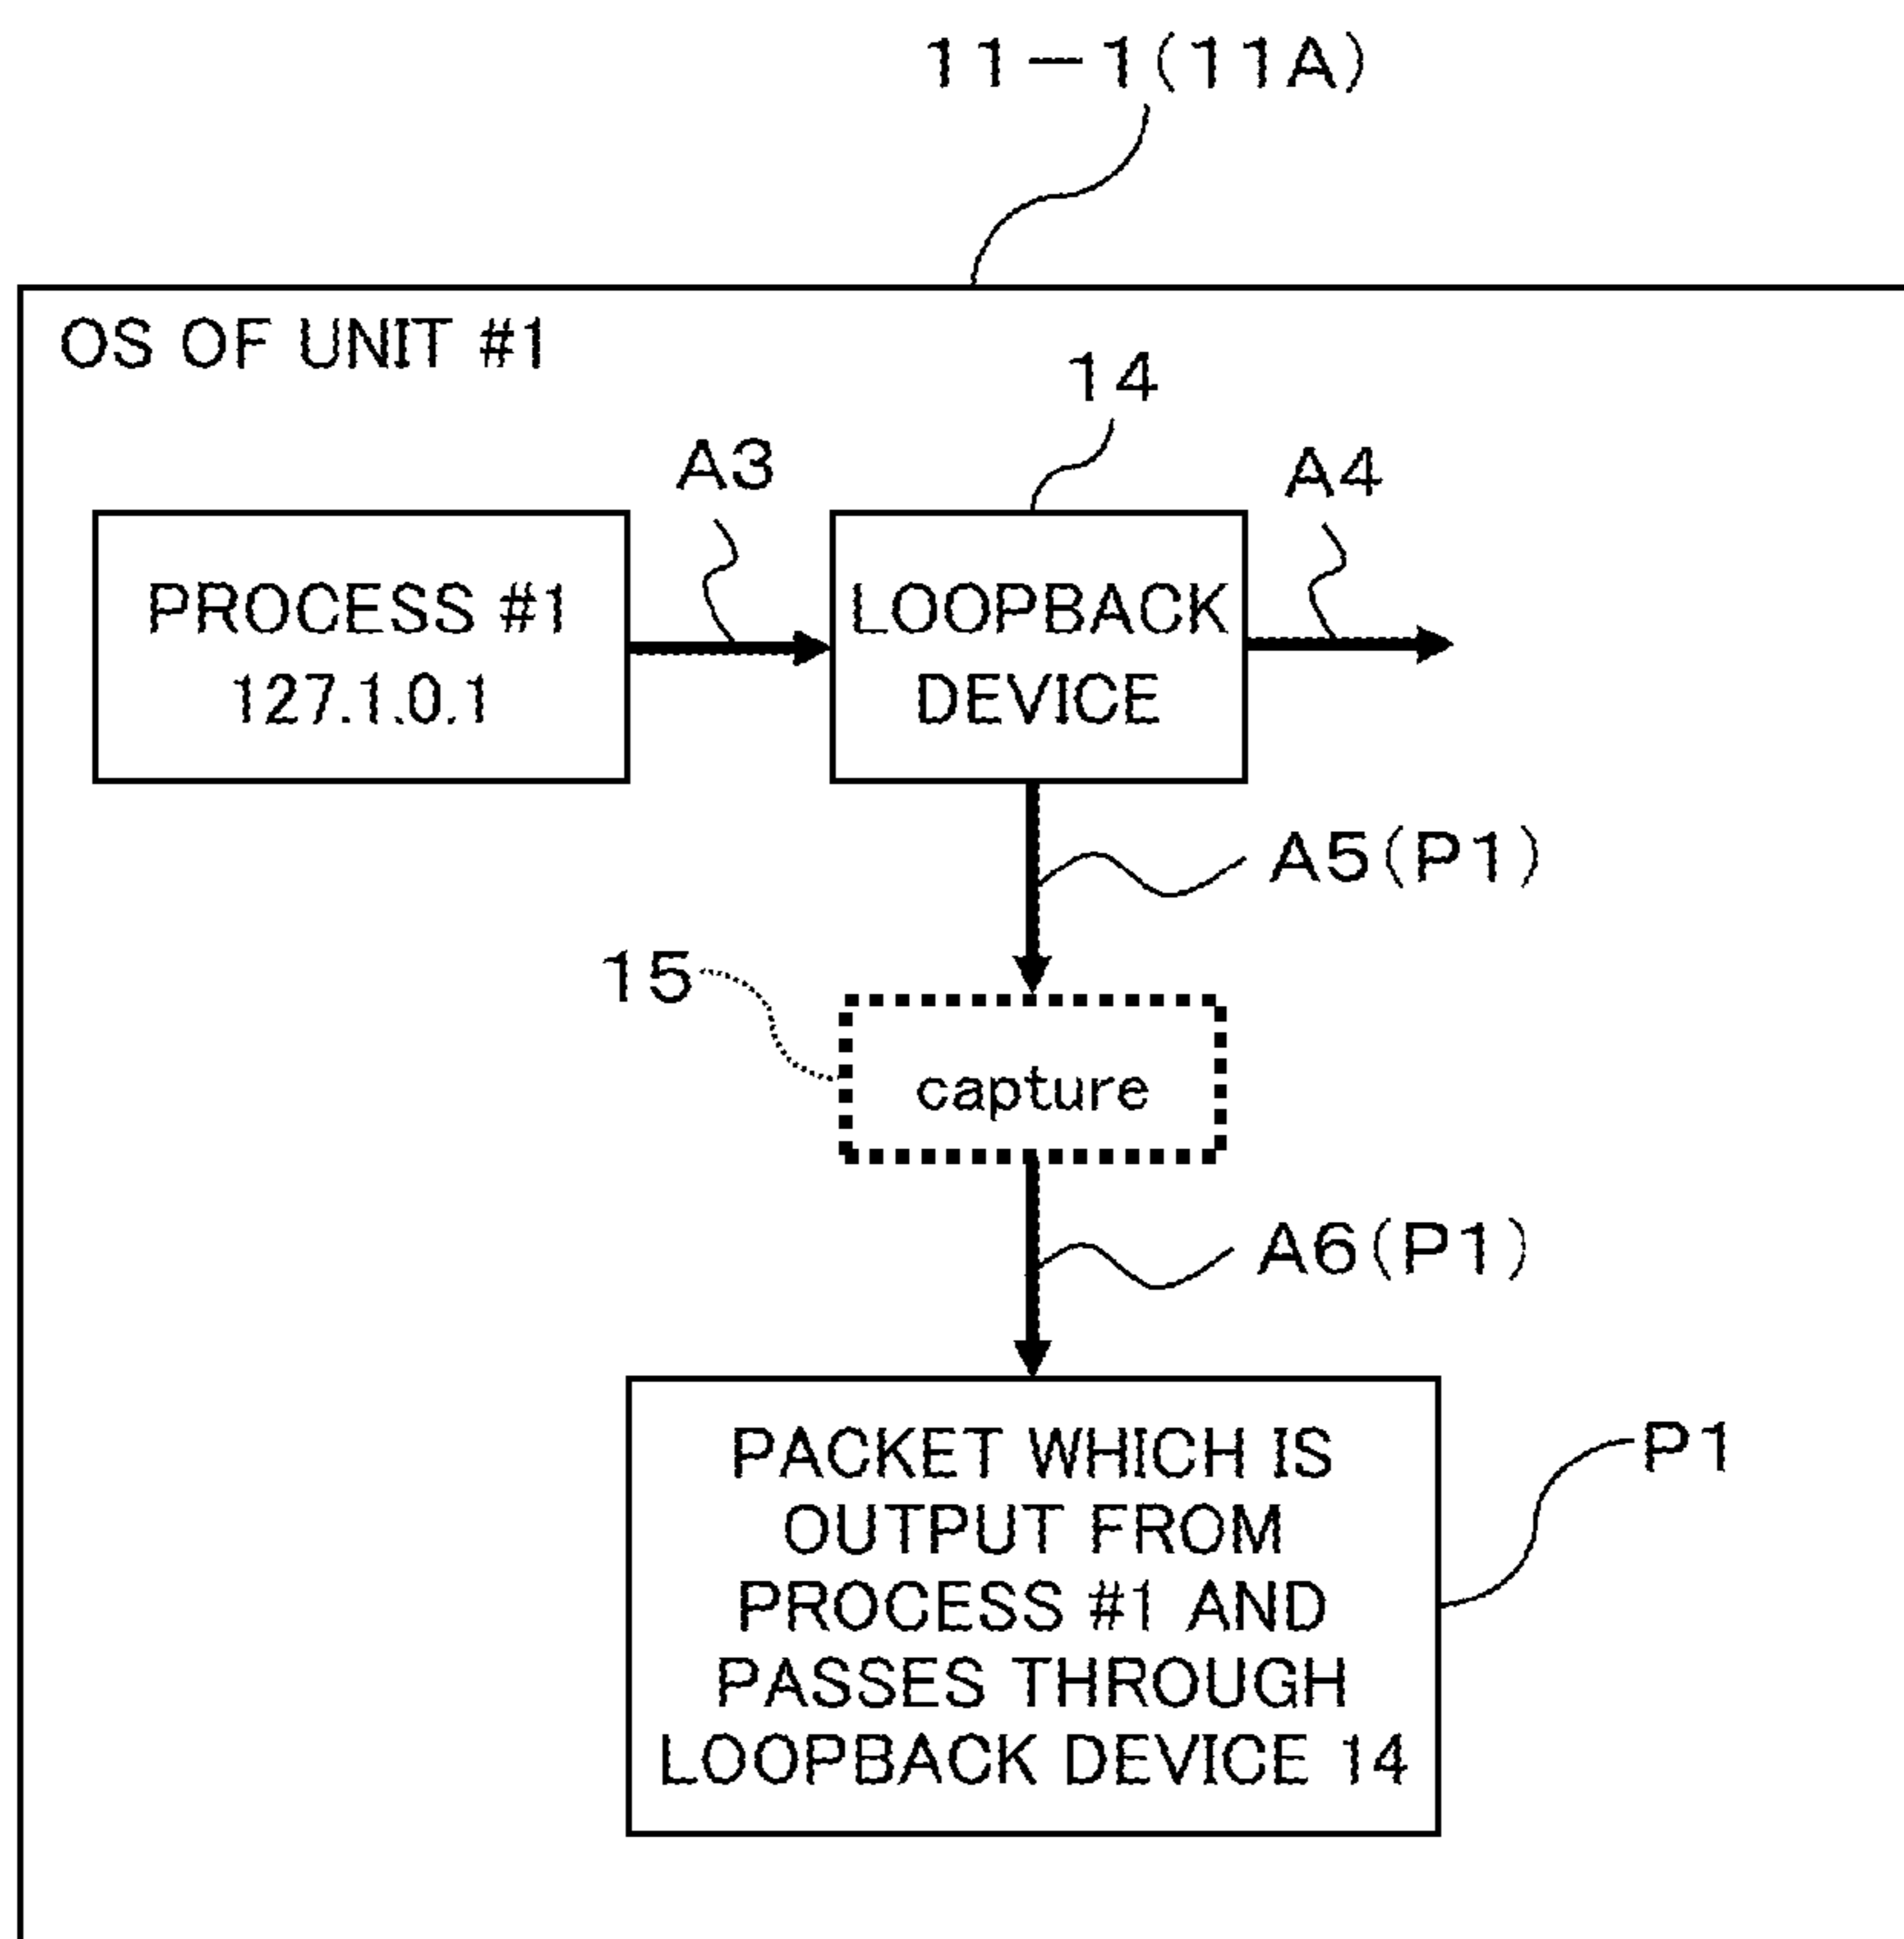 11-1(11A)
OS OF UNIT #1
14
A3
A4
PROCESS #1
127.1.0.1
LOOPBACK
DEVICE
A5(P1)
15
capture
A6(P1)
PACKET WHICH IS
OUTPUT FROM
PROCESS #1 AND
PASSES THROUGH
LOOPBACK DEVICE 14
P1